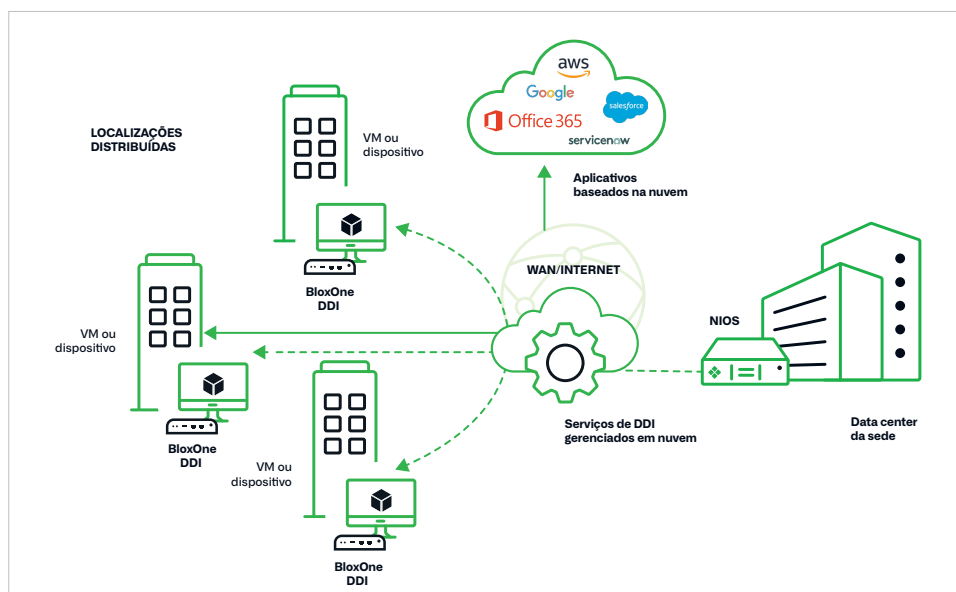 LOCALIZAÇÕES
DISTRIBUÍDAS
VM ou
dispositivo
BloxOne
DDI
aws
Google
salesforce
Office 365
servicenow
Aplicativos
baseados na nuvem
WAN/INTERNET
VM ou
dispositivo
BloxOne
DDI
NIOS
Serviços de DDI
gerenciados em nuvem
Data center
da sede
VM ou
dispositivo
BloxOne
DDI